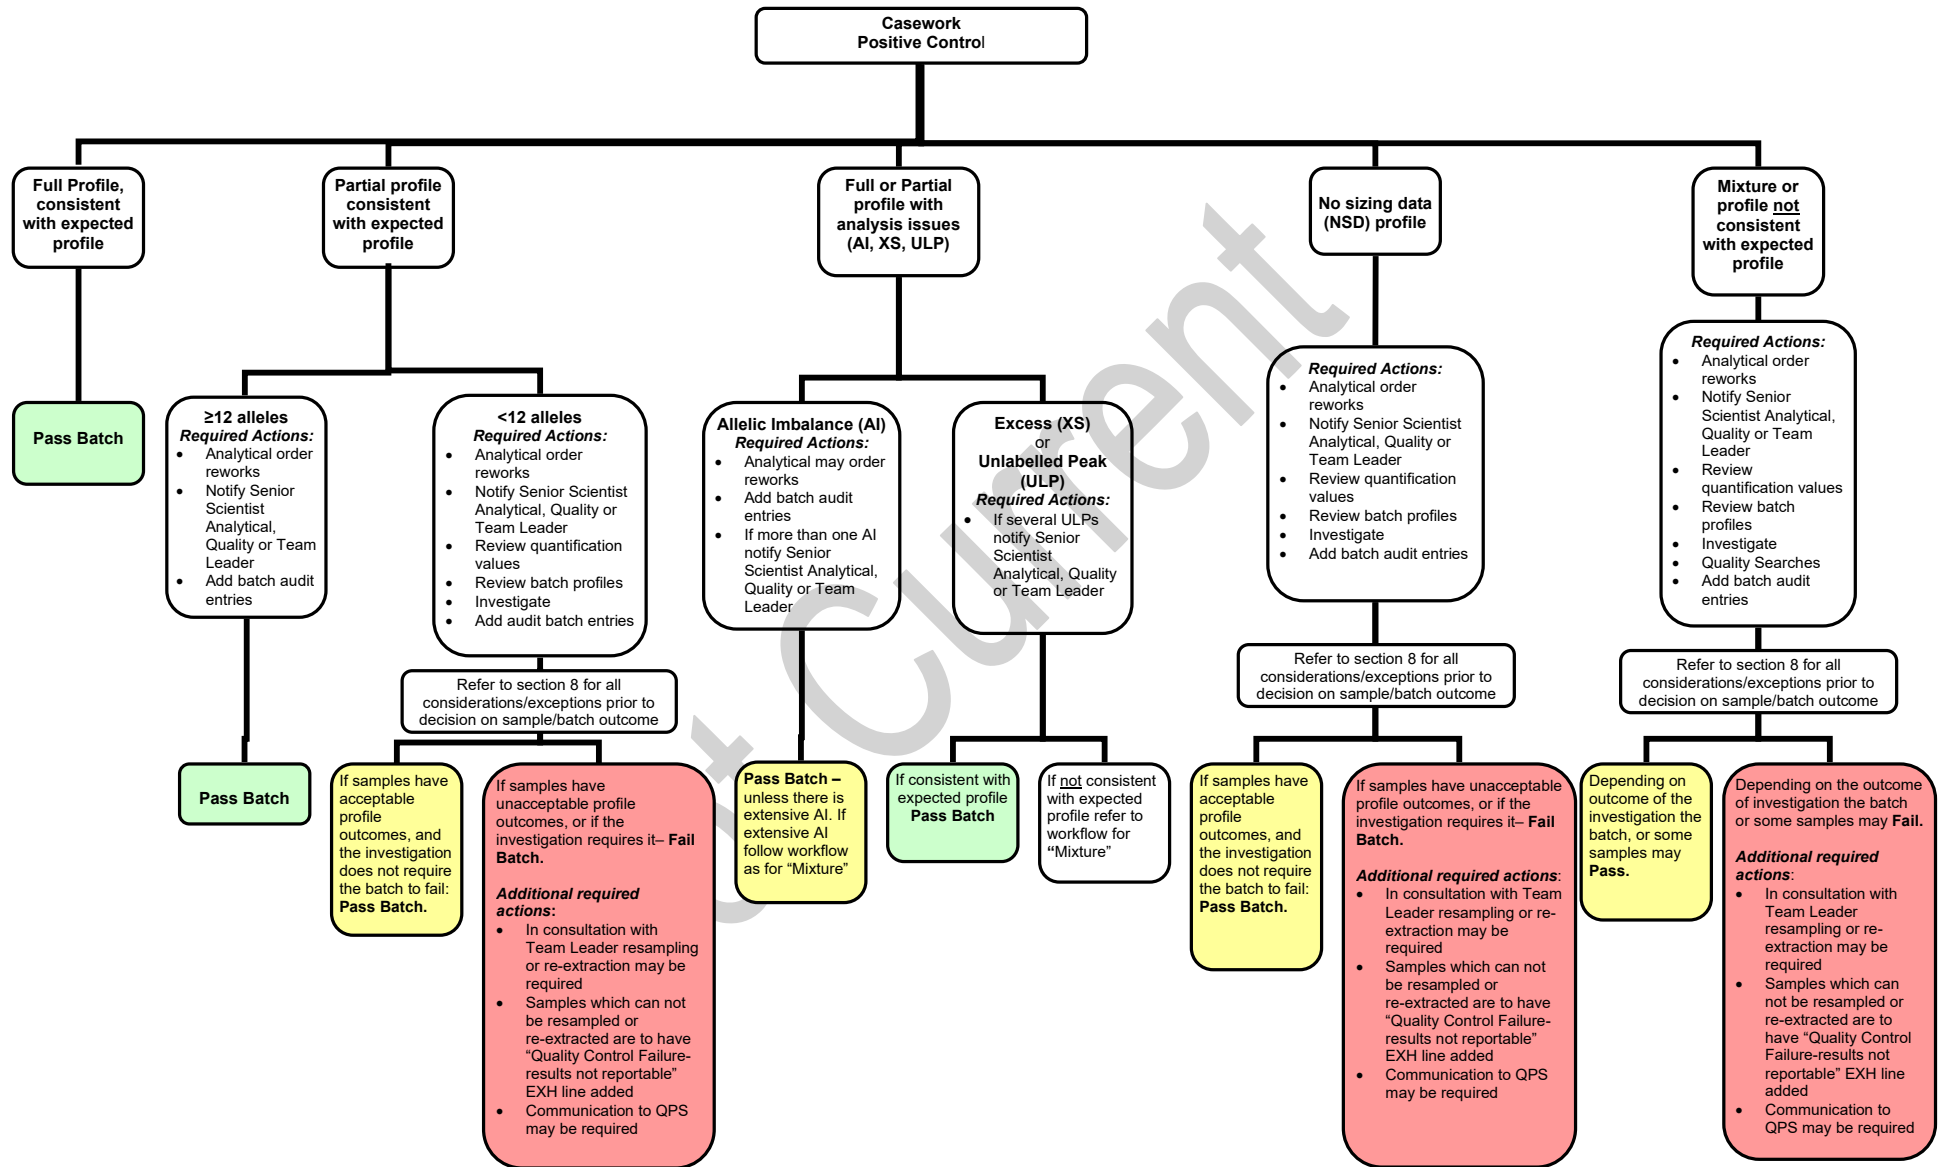 Casework
Positive Control
Full Profile,
consistent
with expected
profile
Partial profile
consistent
with expected
profile
Full or Partial
profile with
analysis issues
(AI, XS, ULP)
No sizing data
(NSD) profile
Mixture or
profile not
consistent
with expected
profile
Pass Batch
≥12 alleles
Required Actions:
• Analytical order
reworks
• Notify Senior
Scientist
Analytical,
Quality or Team
Leader
• Add batch audit
entries
<12 alleles
Required Actions:
• Analytical order
reworks
• Notify Senior Scientist
Analytical, Quality or
Team Leader
• Review quantification
values
• Review batch profiles
• Investigate
• Add audit batch entries
Allelic Imbalance (AI)
Required Actions:
• Analytical may order
reworks
• Add batch audit
entries
• If more than one AI
notify Senior
Scientist Analytical,
Quality or Team
Leader
Excess (XS)
or
Unlabelled Peak
(ULP)
Required Actions:
• If several ULPs
notify Senior
Scientist
Analytical, Quality
or Team Leader
Required Actions:
• Analytical order
reworks
• Notify Senior Scientist
Analytical, Quality or
Team Leader
• Review quantification
values
• Review batch profiles
• Investigate
• Add batch audit entries
Required Actions:
• Analytical order
reworks
• Notify Senior
Scientist Analytical,
Quality or Team
Leader
• Review
quantification values
• Review batch
profiles
• Investigate
• Quality Searches
• Add batch audit
entries
Refer to section 8 for all
considerations/exceptions prior to
decision on sample/batch outcome
Refer to section 8 for all
considerations/exceptions prior to
decision on sample/batch outcome
Refer to section 8 for all
considerations/exceptions prior to
decision on sample/batch outcome
Pass Batch
If samples have
acceptable
profile
outcomes, and
the investigation
does not require
the batch to fail:
Pass Batch.
If samples have
unacceptable profile
outcomes, or if the
investigation requires it– Fail
Batch.
Additional required
actions:
• In consultation with
Team Leader resampling
or re-extraction may be
required
• Samples which can not
be resampled or
re-extracted are to have
“Quality Control Failure-
results not reportable”
EXH line added
• Communication to QPS
may be required
Pass Batch –
unless there is
extensive AI. If
extensive AI
follow workflow
as for “Mixture”
If consistent with
expected profile
Pass Batch
If not consistent
with expected
profile refer to
workflow for
“Mixture”
If samples have
acceptable
profile
outcomes, and
the investigation
does not require
the batch to fail:
Pass Batch.
If samples have unacceptable
profile outcomes, or if the
investigation requires it– Fail
Batch.
Additional required actions:
• In consultation with Team
Leader resampling or re-
extraction may be
required
• Samples which can not
be resampled or
re-extracted are to have
“Quality Control Failure-
results not reportable”
EXH line added
• Communication to QPS
may be required
Depending on
outcome of the
investigation the
batch, or some
samples may
Pass.
Depending on the outcome
of investigation the batch
or some samples may Fail.
Additional required
actions:
• In consultation with
Team Leader
resampling or re-
extraction may be
required
• Samples which can
not be resampled or
re-extracted are to
have “Quality Control
Failure-results not
reportable” EXH line
added
• Communication to
QPS may be required
Current